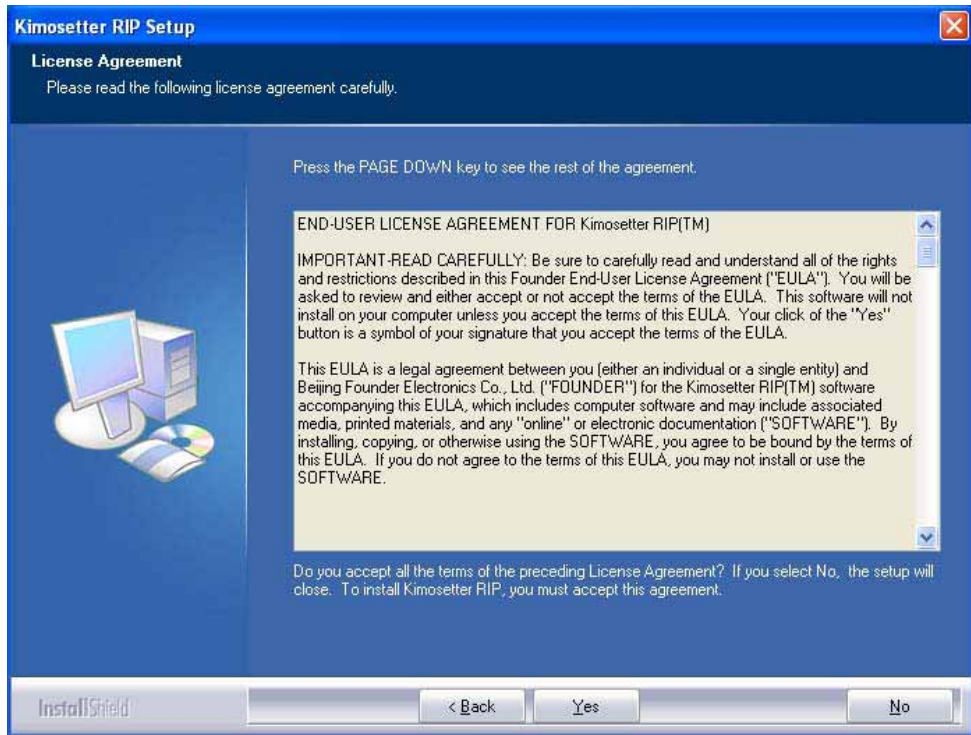 Kimosetter RIP Setup
License Agreement
Please read the following license agreement carefully.
Press the PAGE DOWN key to see the rest of the agreement.
END-USER LICENSE AGREEMENT FOR Kimosetter RIP(TM)
IMPORTANT-READ CAREFULLY: Be sure to carefully read and understand all of the rights
and restrictions described in this Founder End-User License Agreement ("EULA"). You will be
asked to review and either accept or not accept the terms of the EULA. This software will not
install on your computer unless you accept the terms of this EULA. Your click of the "Yes"
button is a symbol of your signature that you accept the terms of the EULA.
This EULA is a legal agreement between you (either an individual or a single entity) and
Beijing Founder Electronics Co., Ltd. ("FOUNDER") for the Kimosetter RIP(TM) software
accompanying this EULA, which includes computer software and may include associated
media, printed materials, and any "online" or electronic documentation ("SOFTWARE"). By
installing, copying, or otherwise using the SOFTWARE, you agree to be bound by the terms of
this EULA. If you do not agree to the terms of this EULA, you may not install or use the
SOFTWARE.
Do you accept all the terms of the preceding License Agreement? If you select No, the setup will
close. To install Kimosetter RIP, you must accept this agreement.
InstallShield
< Back
Yes
No